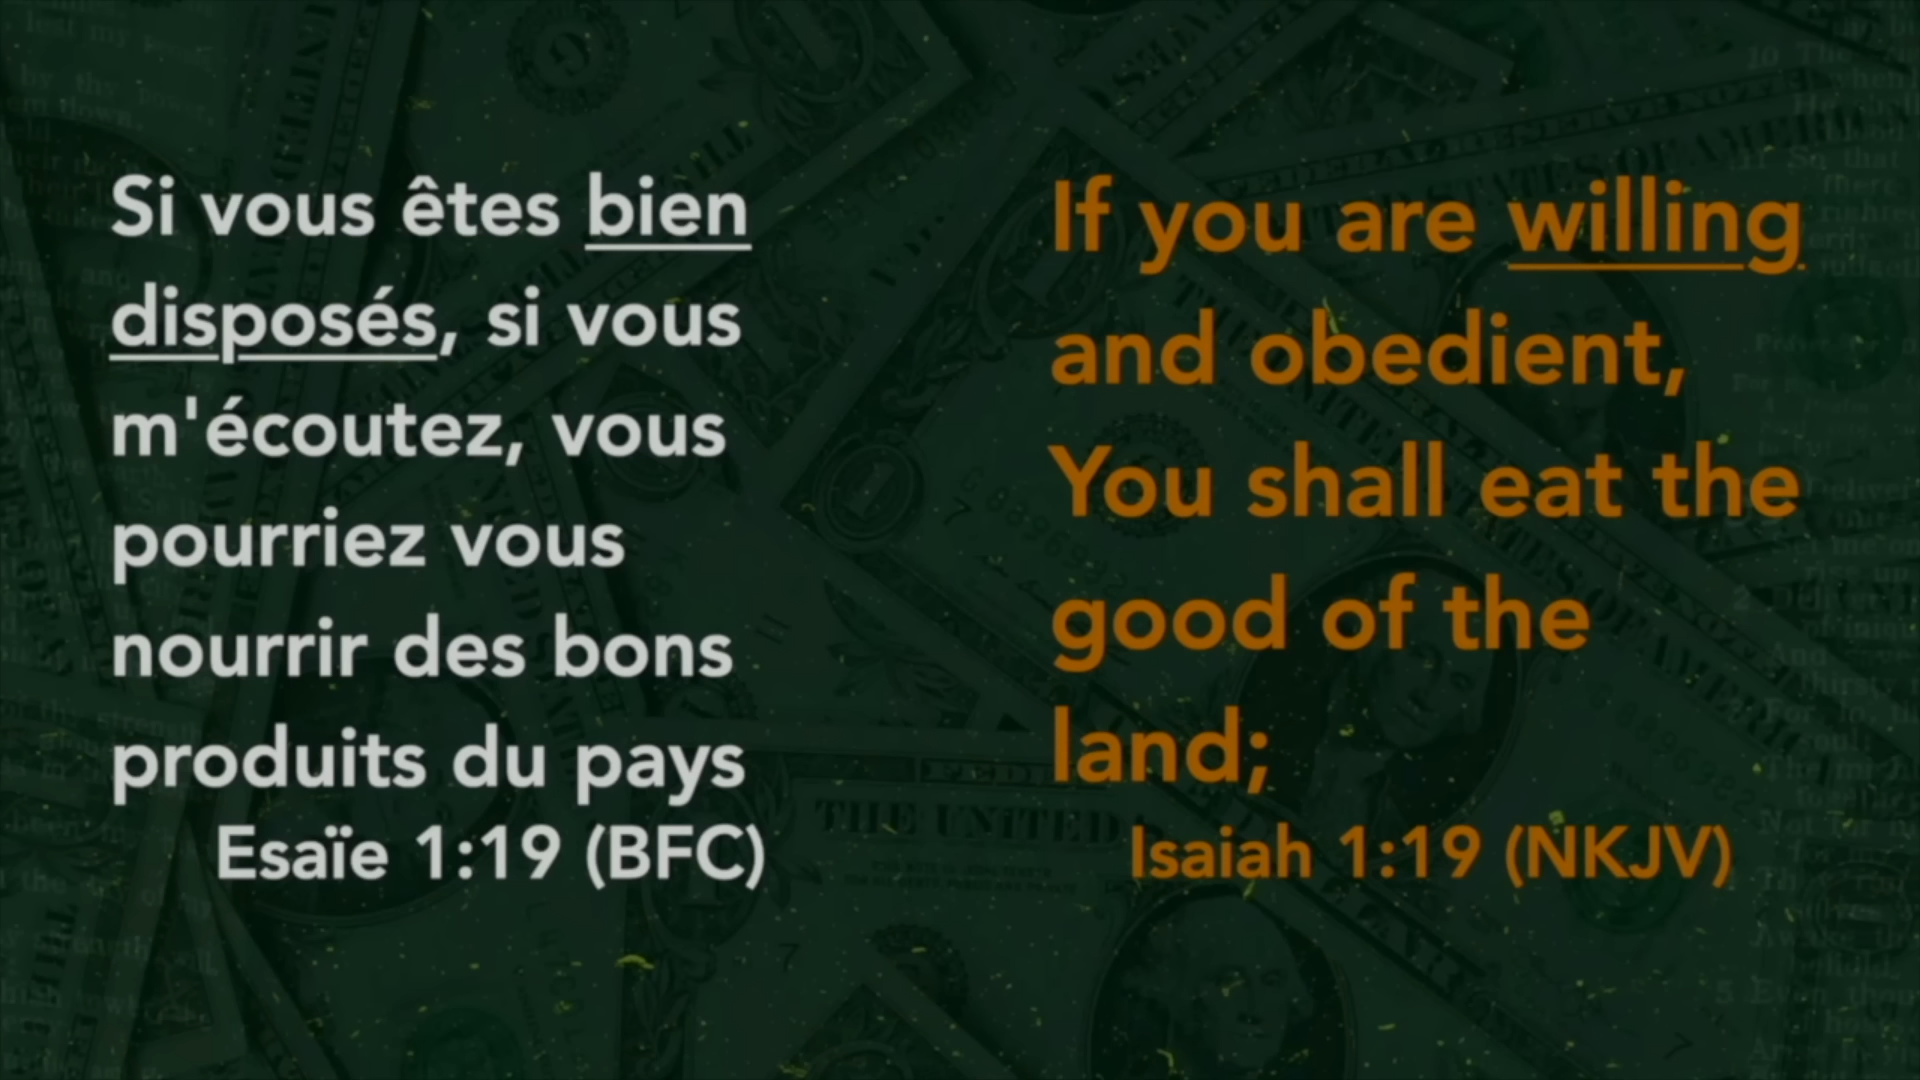 Si vous êtes bien
disposés, si vous
m'écoutez, vous
pourriez vous
nourrir des bons
produits du pays
Esaïe 1:19 (BFC)
If you are willing
and obedient,
You shall eat the
good of the
land;
Isaiah 1:19 (NKJV)
THE UNITED